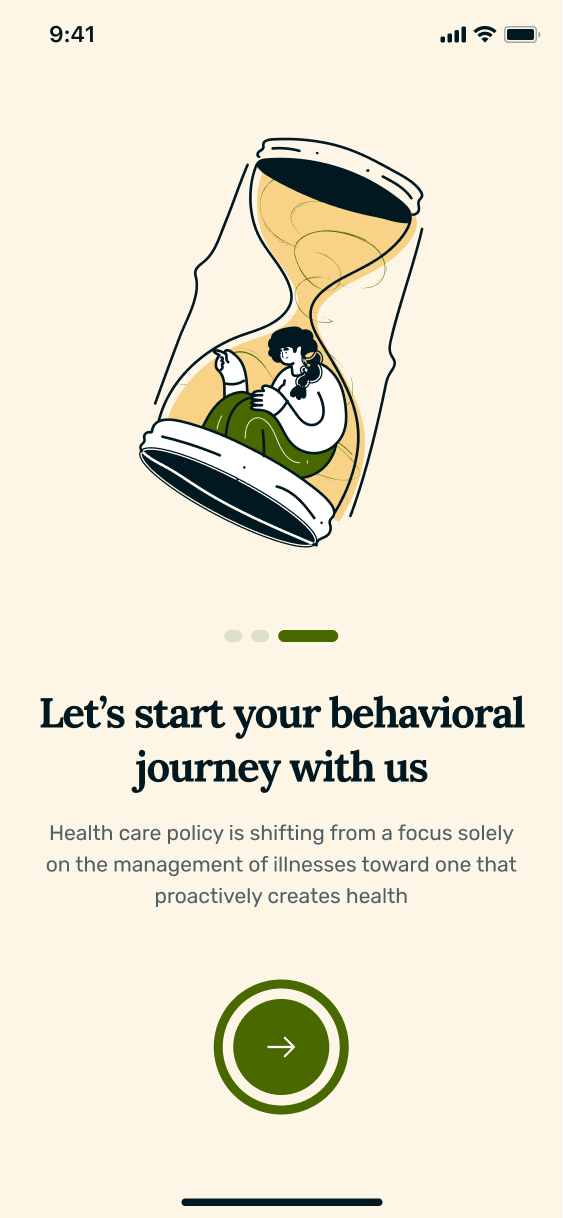 9:41
Let’s start your behavioral
journey with us
Health care policy is shifting from a focus solely
on the management of illnesses toward one that
proactively creates health